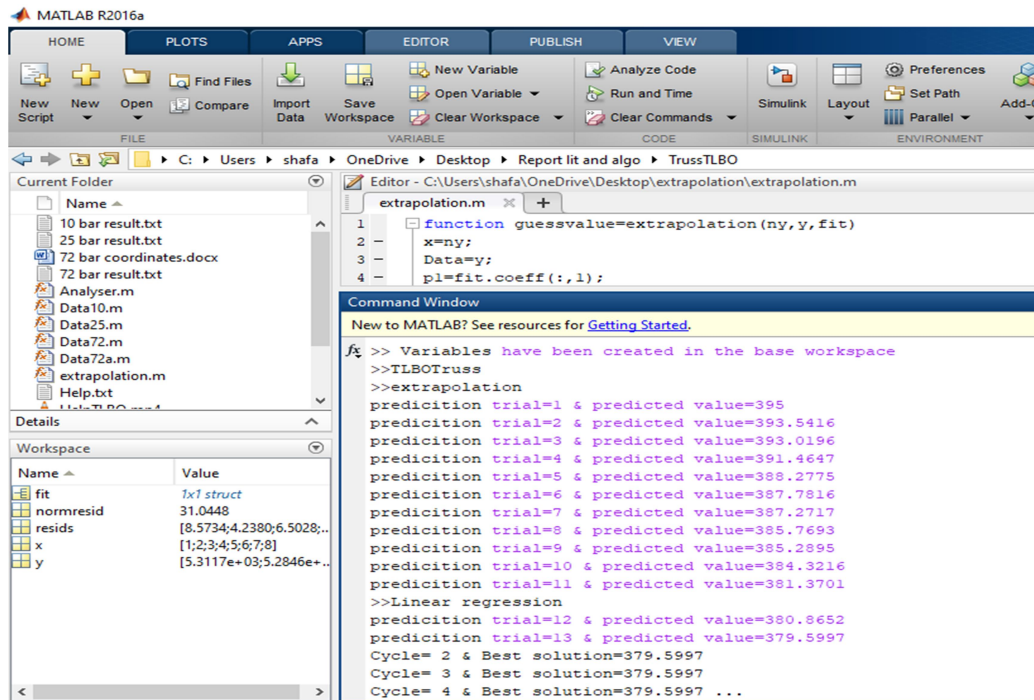 MATLAB R2016a
HOME PLOTS APPS EDITOR PUBLISH VIEW
New Script
New
Open
Find Files
Compare
Import Data
Save Workspace
New Variable
Open Variable
Clear Workspace
Analyze Code
Run and Time
Clear Commands
Simulink
Layout
Preferences
Set Path
Parallel
FILE VARIABLE CODE SIMULINK ENVIRONMENT
C: Users shafa OneDrive Desktop Report lit and algo TrussTLBO
Current Folder
Name
10 bar result.txt
25 bar result.txt
72 bar coordinates.docx
72 bar result.txt
Analyser.m
Data10.m
Data25.m
Data72.m
Data72a.m
extrapolation.m
Help.txt
Details
Workspace
Name Value
fit 1x1 struct
normresid 31.0448
resids [8.5734;4.2380;6.5028;..
x [1;2;3;4;5;6;7;8]
y [5.3117e+03;5.2846e+..
Editor - C:\Users\shafa\OneDrive\Desktop\extrapolation\extrapolation.m
extrapolation.m
1 function guessvalue=extrapolation(ny,y,fit)
2 - x=ny;
3 - Data=y;
4 - p1=fit.coeff(:,1);
Command Window
New to MATLAB? See resources for Getting Started.
fx >> Variables have been created in the base workspace
>>TLBOTruss
>>extrapolation
predicition trial=1 & predicted value=395
predicition trial=2 & predicted value=393.5416
predicition trial=3 & predicted value=393.0196
predicition trial=4 & predicted value=391.4647
predicition trial=5 & predicted value=388.2775
predicition trial=6 & predicted value=387.7816
predicition trial=7 & predicted value=387.2717
predicition trial=8 & predicted value=385.7693
predicition trial=9 & predicted value=385.2895
predicition trial=10 & predicted value=384.3216
predicition trial=11 & predicted value=381.3701
>>Linear regression
predicition trial=12 & predicted value=380.8652
predicition trial=13 & predicted value=379.5997
Cycle= 2 & Best solution=379.5997
Cycle= 3 & Best solution=379.5997
Cycle= 4 & Best solution=379.5997 ...